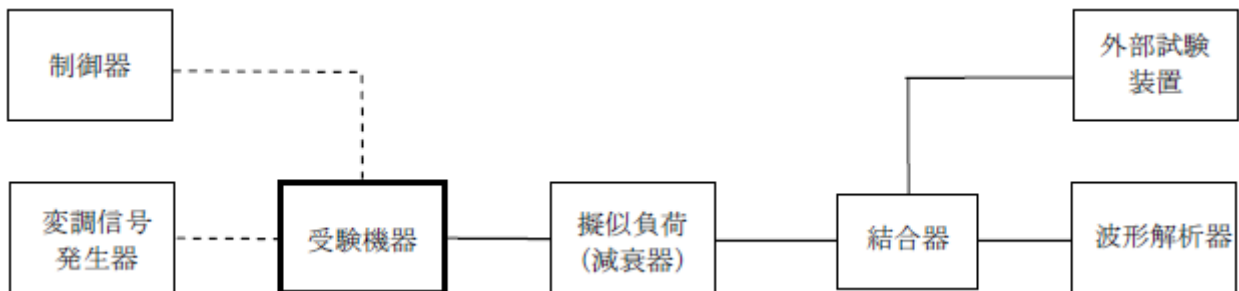 制御器
外部試験
装置
変調信号
発生器
受験機器
擬似負荷
(減衰器)
結合器
波形解析器